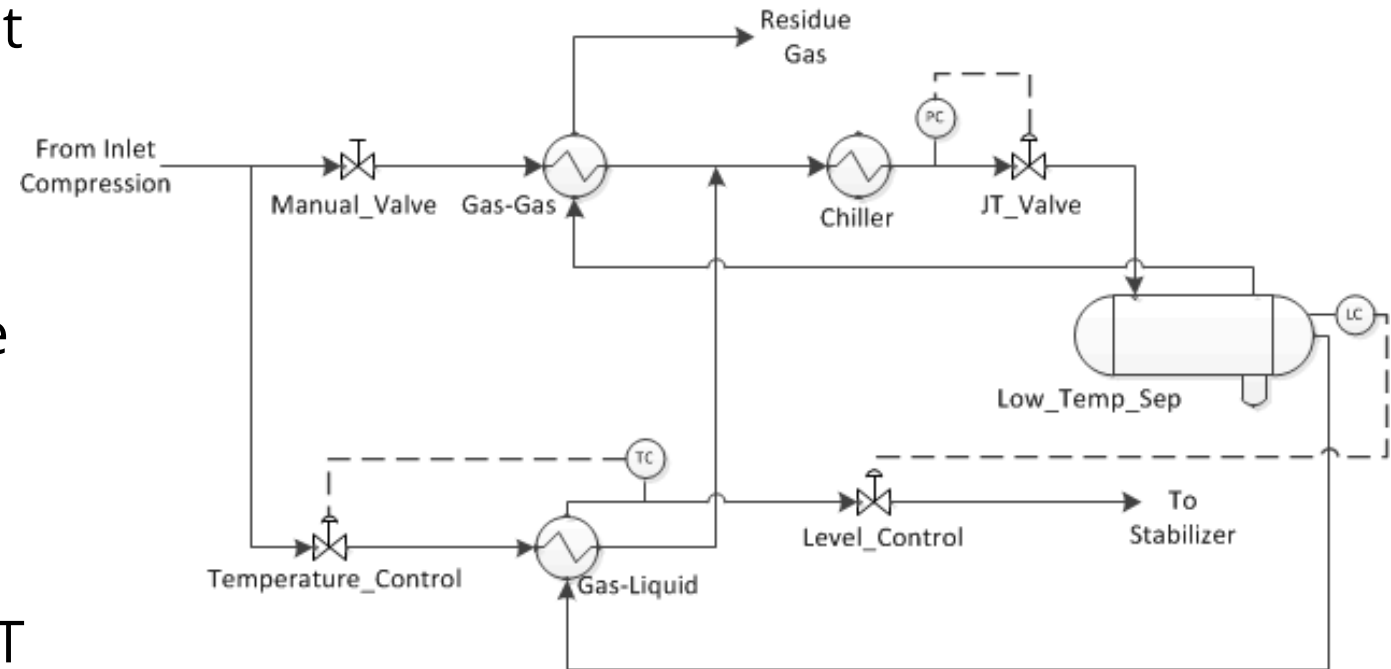 t
Residue
Gas
PC
From Inlet
Compression
Manual_Valve
Gas-Gas
Chiller
JT_Valve
LC
e
Low_Temp_Sep
TC
To
Stabilizer
Level_Control
Temperature_Control
Gas-Liquid
T